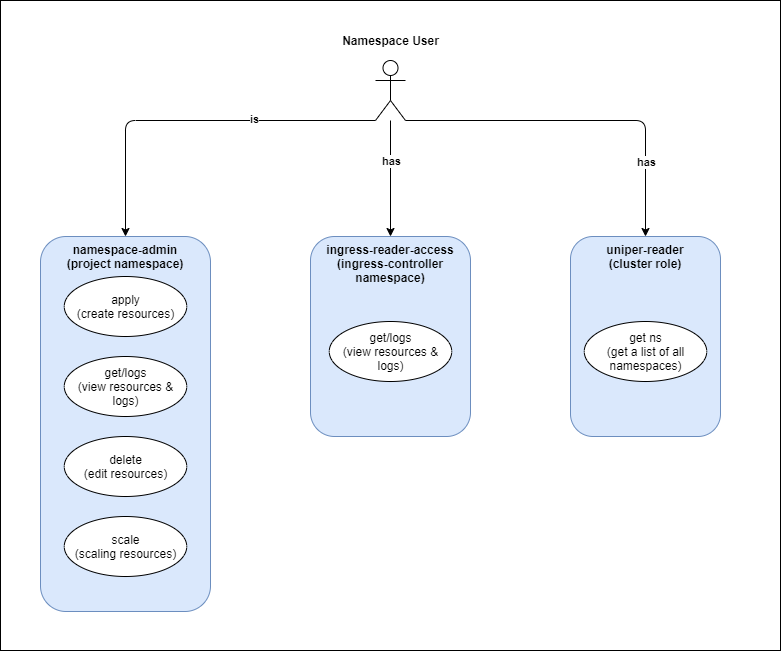 Namespace User
is
has
has
namespace-admin
(project namespace)
apply
(create resources)
get/logs
(view resources &
logs)
delete
(edit resources)
scale
(scaling resources)
ingress-reader-access
(ingress-controller
namespace)
get/logs
(view resources &
logs)
uniper-reader
(cluster role)
get ns
(get a list of all
namespaces)